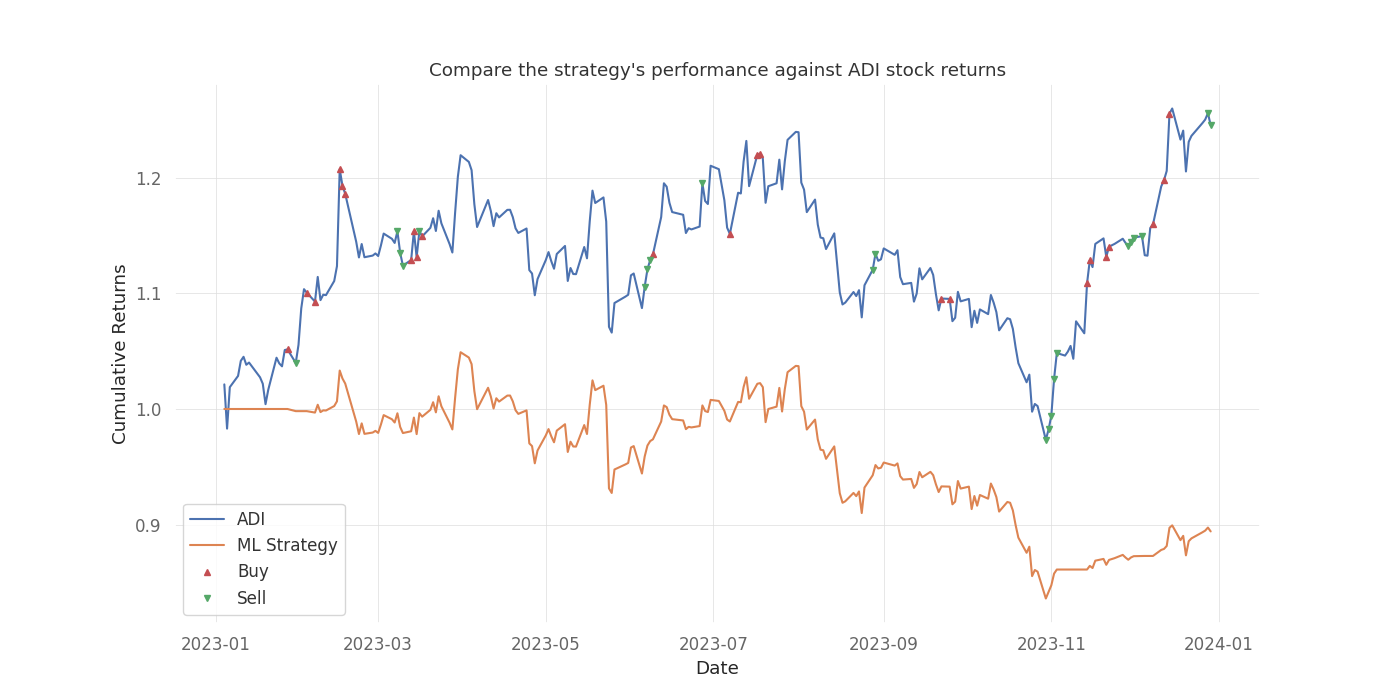 Compare the strategy's performance against ADI stock returns
Cumulative Returns
1.2
1.1
1.0
0.9
ADI
ML Strategy
Buy
Sell
2023-01 2023-03 2023-05 2023-07 2023-09 2023-11 2024-01
Date